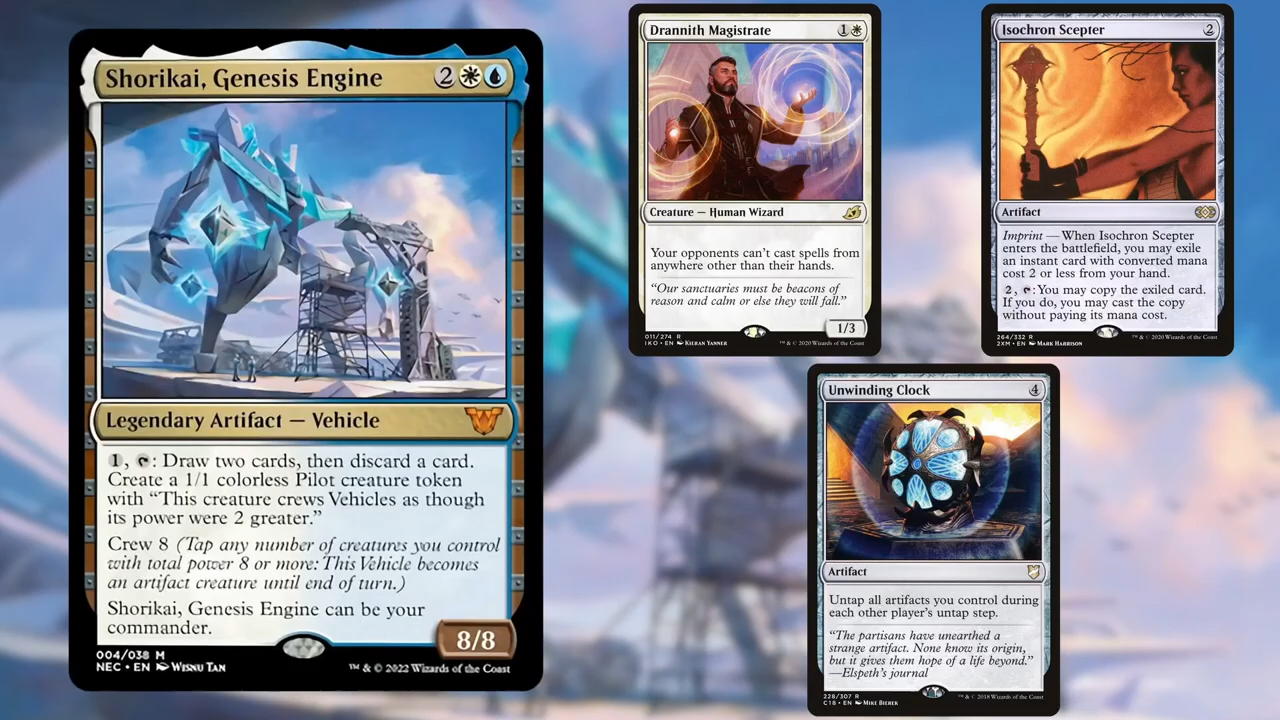 Shorikai, Genesis Engine 2
Legendary Artifact — Vehicle
1, : Draw two cards, then discard a card.
Create a 1/1 colorless Pilot creature token
with “This creature crews Vehicles as though
its power were 2 greater.”
Crew 8 (Tap any number of creatures you control
with total power 8 or more: This Vehicle becomes
an artifact creature until end of turn.)
Shorikai, Genesis Engine can be your
commander.
8/8
004/038 M
NEC • EN Wisnu Tan
™ & © 2022 Wizards of the Coast
Drannith Magistrate 1
Creature — Human Wizard
Your opponents can’t cast spells from
anywhere other than their hands.
“Our sanctuaries must be beacons of
reason and calm or else they will fall.”
1/3
011/274 R
IKO • EN Kieran Yanner
™ & © 2020 Wizards of the Coast
Isochron Scepter 2
Artifact
Imprint — When Isochron Scepter
enters the battlefield, you may exile
an instant card with converted mana
cost 2 or less from your hand.
2, : You may copy the exiled card.
If you do, you may cast the copy
without paying its mana cost.
264/332 R
2XM • EN Mark Harrison
™ & © 2020 Wizards of the Coast
Unwinding Clock 4
Artifact
Untap all artifacts you control during
each other player’s untap step.
“The partisans have unearthed a
strange artifact. None know its origin,
but it gives them hope of a life beyond.”
—Elspeth’s journal
228/307 R
C18 • EN Mike Bierek
™ & © 2018 Wizards of the Coast